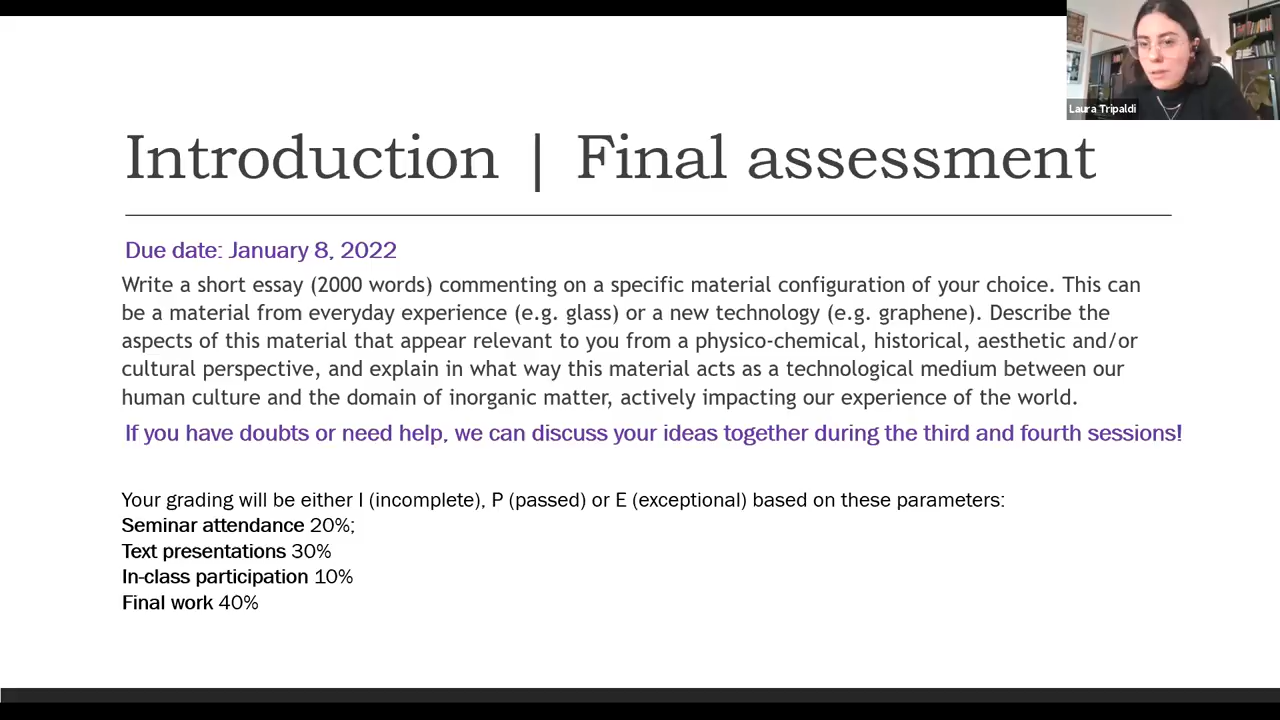 Laura Tripaldi
Introduction | Final assessment
Due date: January 8, 2022
Write a short essay (2000 words) commenting on a specific material configuration of your choice. This can
be a material from everyday experience (e.g. glass) or a new technology (e.g. graphene). Describe the
aspects of this material that appear relevant to you from a physico-chemical, historical, aesthetic and/or
cultural perspective, and explain in what way this material acts as a technological medium between our
human culture and the domain of inorganic matter, actively impacting our experience of the world.
If you have doubts or need help, we can discuss your ideas together during the third and fourth sessions!
Your grading will be either I (incomplete), P (passed) or E (exceptional) based on these parameters:
Seminar attendance 20%;
Text presentations 30%
In-class participation 10%
Final work 40%